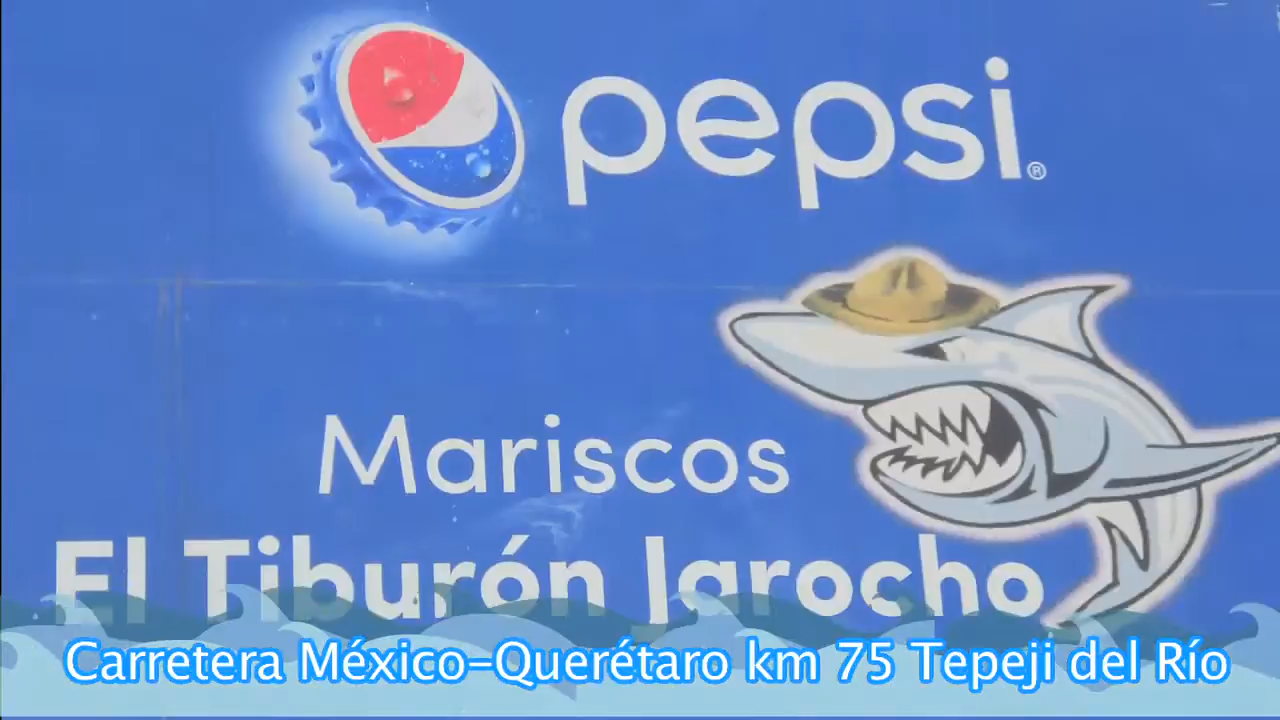 pepsi®
Mariscos
El Tiburón Jarocho
Carretera México-Querétaro km 75 Tepeji del Río